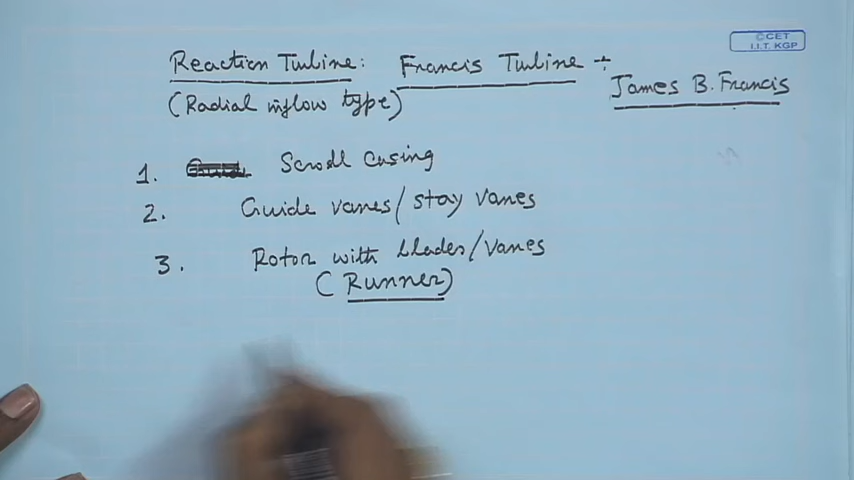 ©CET
I.I.T. KGP
Reaction Turbine: Francis Turbine ÷
James B. Francis
(Radial inflow type)
1. Scroll Casing
2. Guide vanes/stay vanes
3. Rotor with blades/vanes
(Runner)